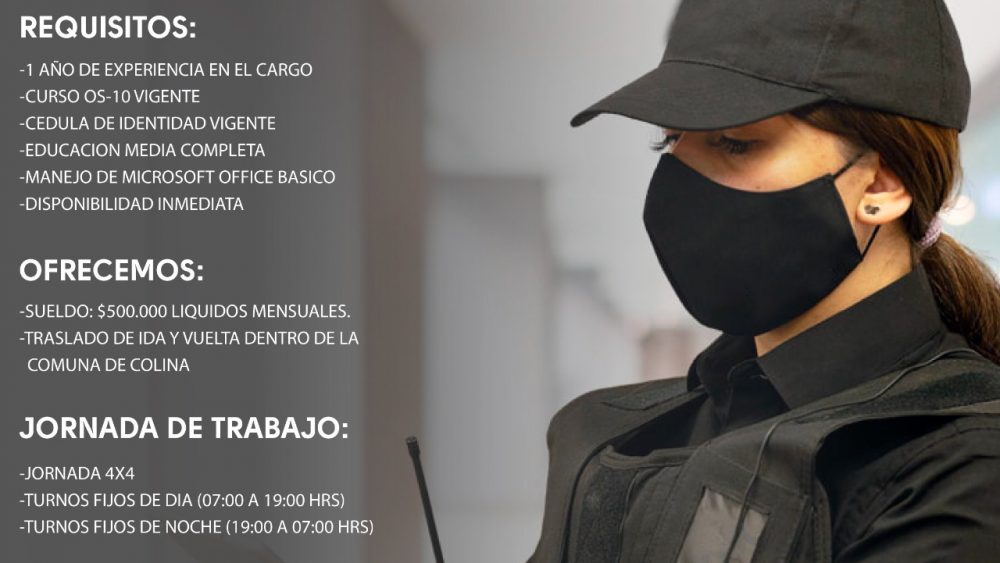 REQUISITOS:
-1 AÑO DE EXPERIENCIA EN EL CARGO
-CURSO OS-10 VIGENTE
-CEDULA DE IDENTIDAD VIGENTE
-EDUCACION MEDIA COMPLETA
-MANEJO DE MICROSOFT OFFICE BASICO
-DISPONIBILIDAD INMEDIATA
OFRECEMOS:
-SUELDO: $500.000 LIQUIDOS MENSUALES.
-TRASLADO DE IDA Y VUELTA DENTRO DE LA
COMUNA DE COLINA
JORNADA DE TRABAJO:
-JORNADA 4X4
-TURNOS FIJOS DE DIA (07:00 A 19:00 HRS)
-TURNOS FIJOS DE NOCHE (19:00 A 07:00 HRS)